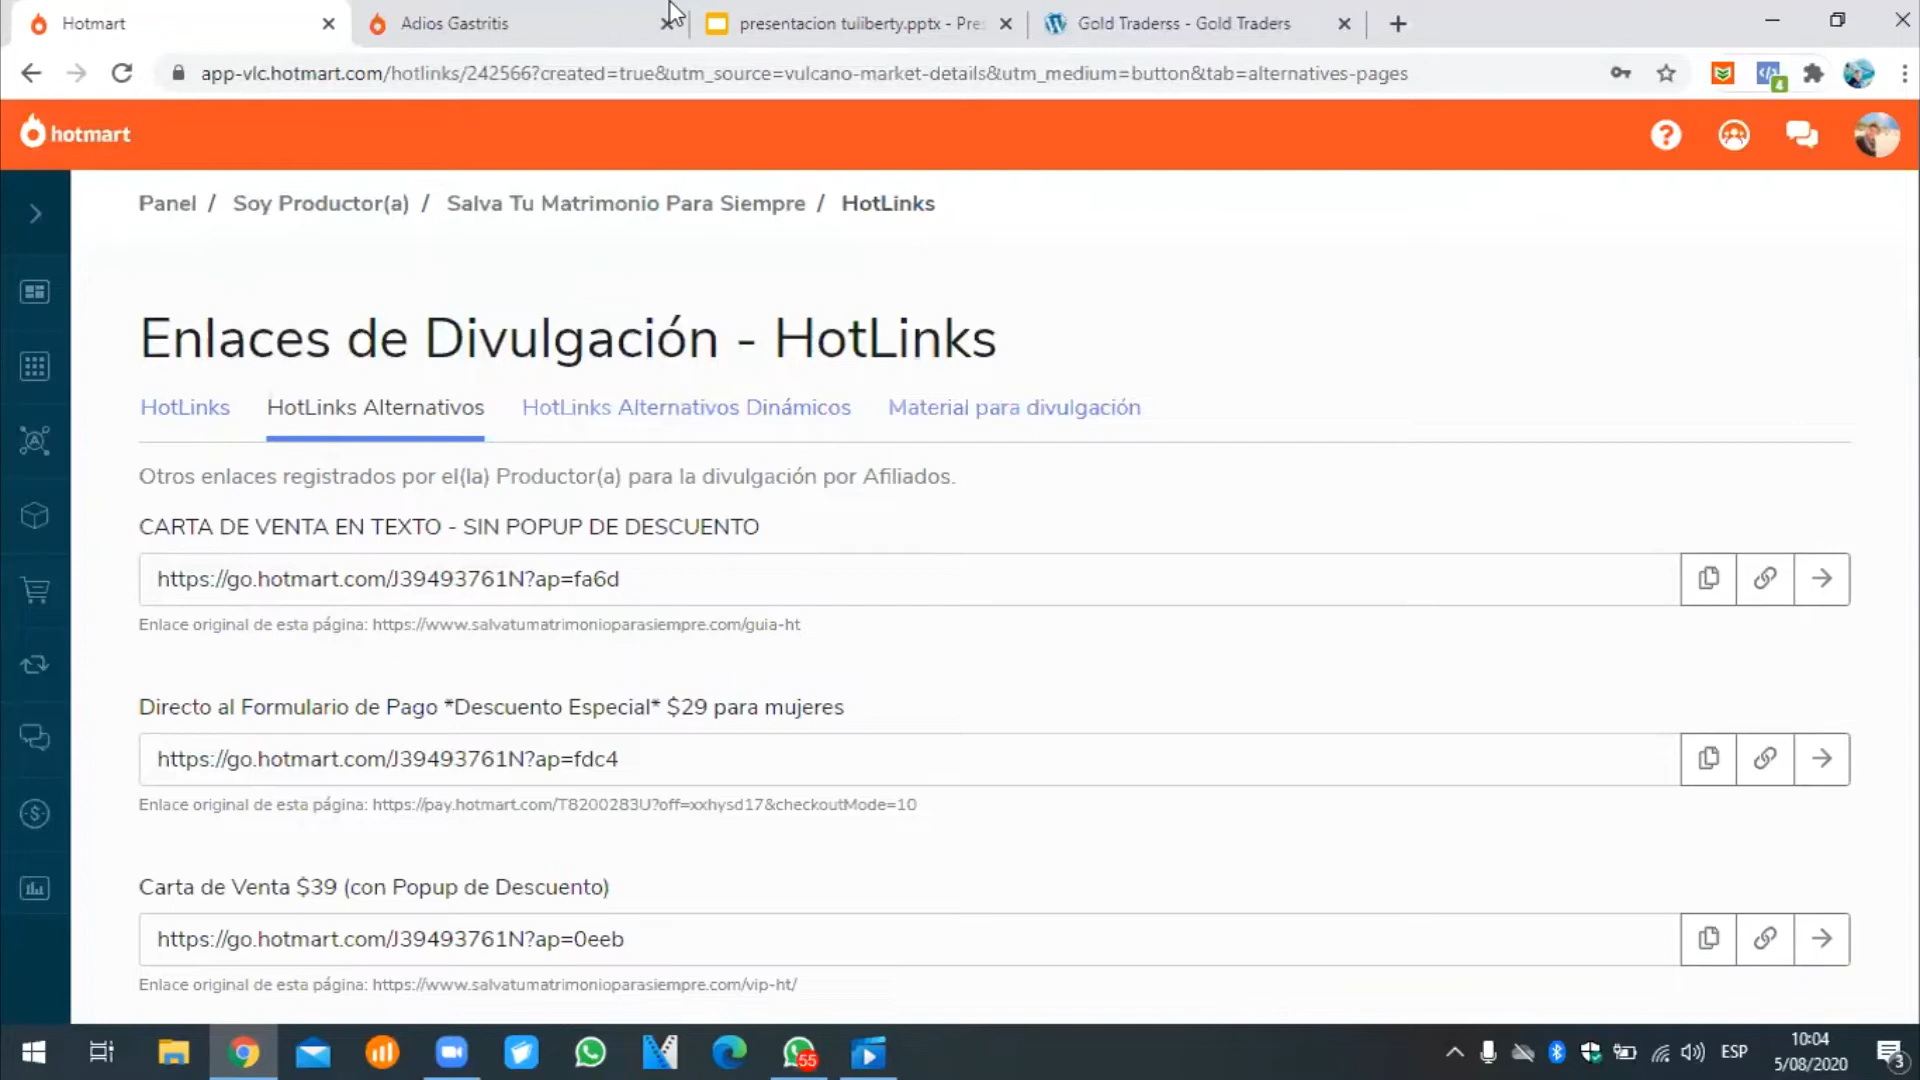 Hotmart
Adios Gastritis
presentacion tuliberty.pptx - Pre
Gold Traderss - Gold Traders
app-vlc.hotmart.com/hotlinks/242566?created=true&utm_source=vulcano-market-details&utm_medium=button&tab=alternatives-pages
4
hotmart
Panel / Soy Productor(a) / Salva Tu Matrimonio Para Siempre / HotLinks
Enlaces de Divulgación - HotLinks
HotLinks HotLinks Alternativos HotLinks Alternativos Dinámicos Material para divulgación
Otros enlaces registrados por el(la) Productor(a) para la divulgación por Afiliados.
CARTA DE VENTA EN TEXTO - SIN POPUP DE DESCUENTO
https://go.hotmart.com/J39493761N?ap=fa6d
Enlace original de esta página: https://www.salvatumatrimonioparasiempre.com/guia-ht
Directo al Formulario de Pago *Descuento Especial* $29 para mujeres
https://go.hotmart.com/J39493761N?ap=fdc4
Enlace original de esta página: https://pay.hotmart.com/T8200283U?off=xxhysd17&checkoutMode=10
Carta de Venta $39 (con Popup de Descuento)
https://go.hotmart.com/J39493761N?ap=0eeb
Enlace original de esta página: https://www.salvatumatrimonioparasiempre.com/vip-ht/
55
ESP
10:04
5/08/2020
3